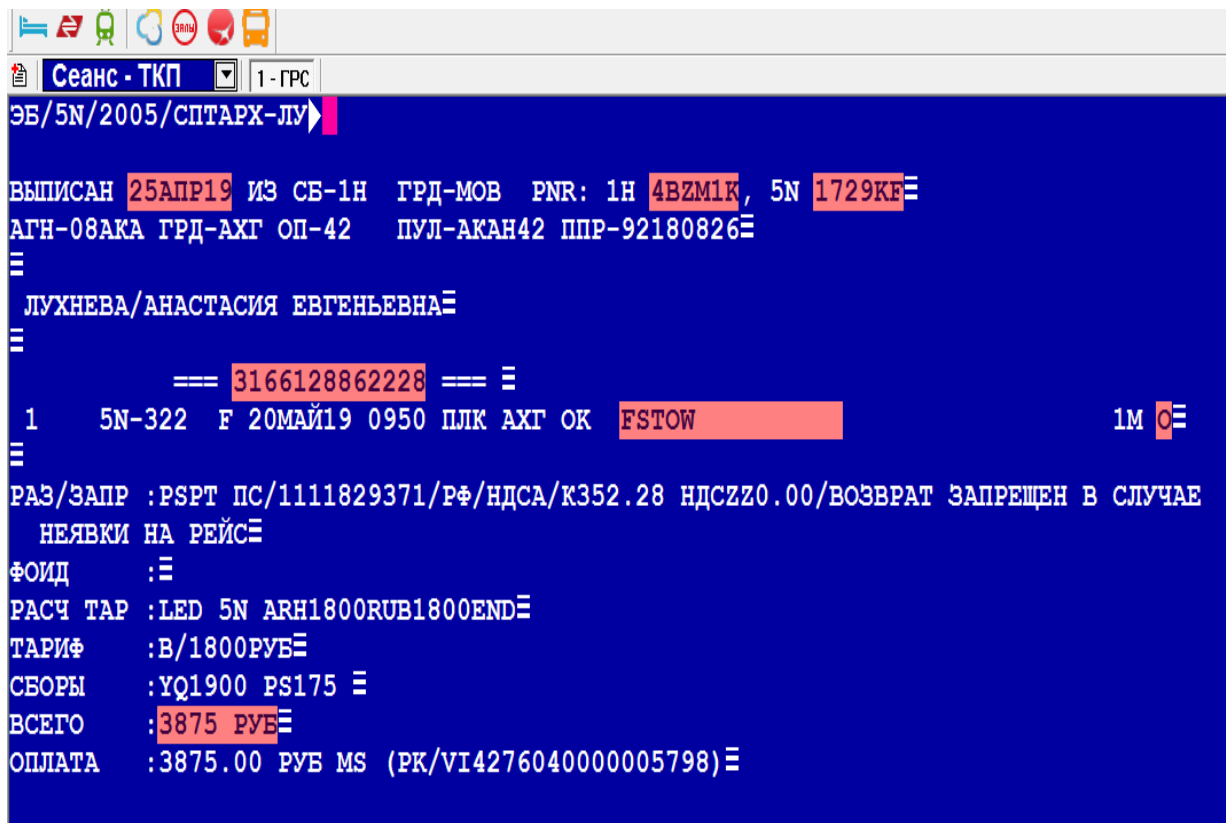 ЗАЛЫ
Сеанс - ТКП 1 - ГРС
ЭБ/5N/2005/СПТАРХ-ЛУ
ВЫПИСАН 25АПР19 ИЗ СБ-1Н ГРД-МОВ PNR: 1H 4BZM1K, 5N 1729KF
АГН-08АКА ГРД-АХГ ОП-42 ПУЛ-АКАН42 ППР-92180826
ЛУХНЕВА/АНАСТАСИЯ ЕВГЕНЬЕВНА
=== 3166128862228 ===
1 5N-322 F 20МАЙ19 0950 ПЛК АХГ ОК FSTOW 1М O
РАЗ/ЗАПР :PSPT ПС/1111829371/РФ/НДСА/К352.28 НДСZZ0.00/ВОЗВРАТ ЗАПРЕЩЕН В СЛУЧАЕ
НЕЯВКИ НА РЕЙС
ФОИД :
РАСЧ ТАР :LED 5N ARH1800RUB1800END
ТАРИФ :В/1800РУБ
СБОРЫ :YQ1900 PS175
ВСЕГО :3875 РУБ
ОПЛАТА :3875.00 РУБ MS (РК/VI4276040000005798)